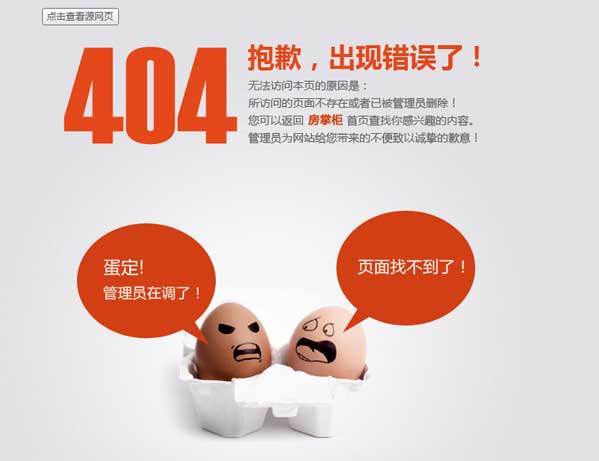 点击查看源网页
404
抱歉，出现错误了！
无法访问本页的原因是：
所访问的页面不存在或者已被管理员删除！
您可以返回 房掌柜 首页查找你感兴趣的内容。
管理员为网站给您带来的不便致以诚挚的歉意！
蛋定!
管理员在调了！
页面找不到了！